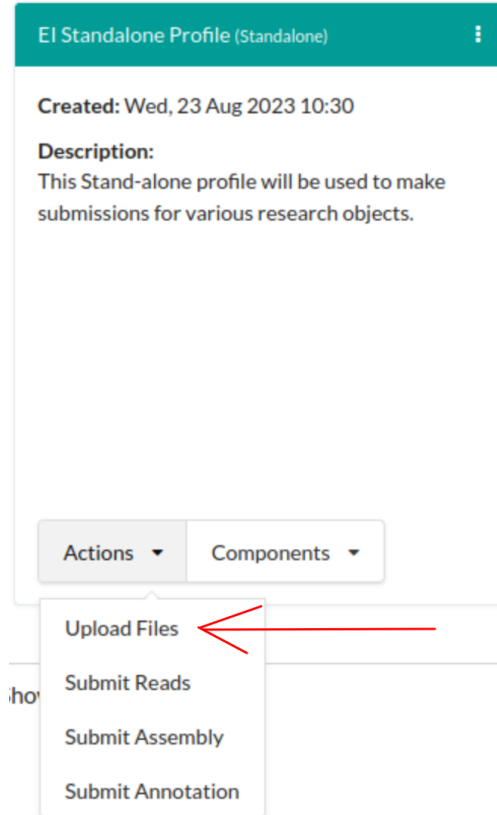 EI Standalone Profile (Standalone)
Created: Wed, 23 Aug 2023 10:30
Description:
This Stand-alone profile will be used to make
submissions for various research objects.
Actions
Components
Upload Files
Submit Reads
Submit Assembly
Submit Annotation